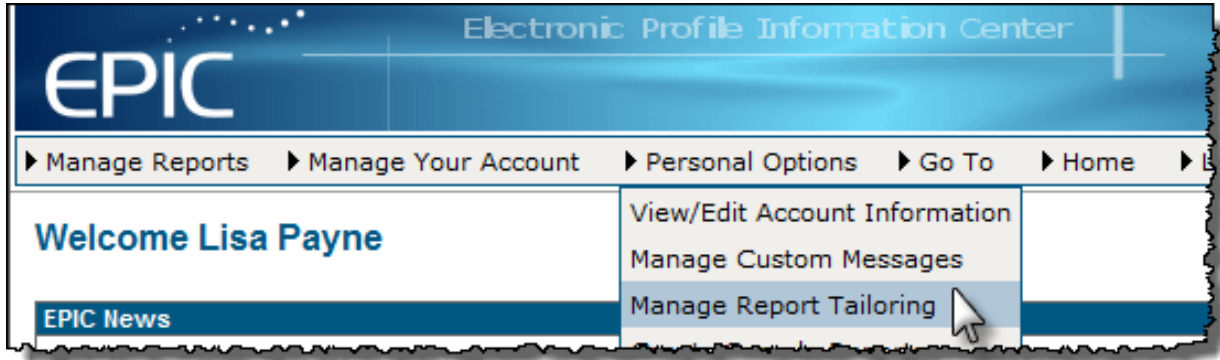 Electronic Profile Information Center
EPIC
Manage Reports Manage Your Account Personal Options Go To Home
Welcome Lisa Payne
View/Edit Account Information
Manage Custom Messages
Manage Report Tailoring
EPIC News